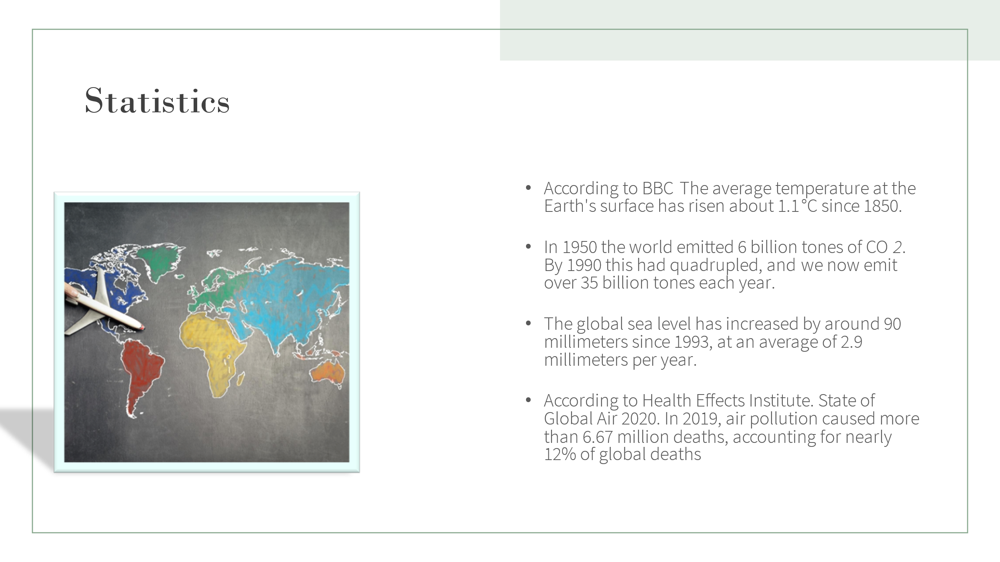 Statistics
• According to BBC  The average temperature at the
Earth's surface has risen about 1.1°C since 1850.
• In 1950 the world emitted 6 billion tones of CO 2.
By 1990 this had quadrupled, and we now emit
over 35 billion tones each year.
• The global sea level has increased by around 90
millimeters since 1993, at an average of 2.9
millimeters per year.
• According to Health Effects Institute. State of
Global Air 2020. In 2019, air pollution caused more
than 6.67 million deaths, accounting for nearly
12% of global deaths